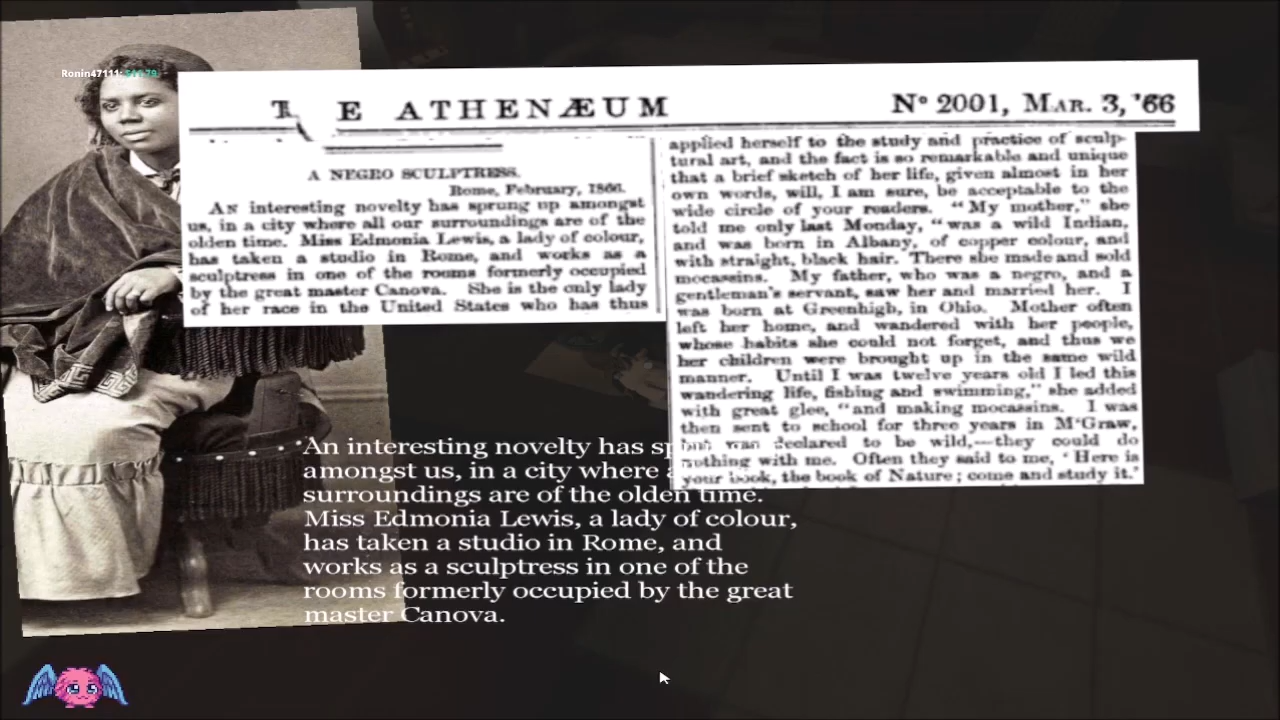 Ronin47111:
T E ATHENÆUM
Nº 2001, MAR. 3, '66
A NEGRO SCULPTRESS.
Rome, February, 1866.
AN interesting novelty has sprung up amongst
us, in a city where all our surroundings are of the
olden time. Miss Edmonia Lewis, a lady of colour,
has taken a studio in Rome, and works as a
sculptress in one of the rooms formerly occupied
by the great master Canova. She is the only lady
of her race in the United States who has thus
applied herself to the study and practice of sculp-
tural art, and the fact is so remarkable and unique
that a brief sketch of her life, given almost in her
own words, will, I am sure, be acceptable to the
wide circle of your readers. "My mother," she
told me only last Monday, "was a wild Indian,
and was born in Albany, of copper colour, and
with straight, black hair. There she made and sold
mocassins. My father, who was a negro, and a
gentleman's servant, saw her and married her. I
was born at Greenhigh, in Ohio. Mother often
left her home, and wandered with her people,
whose habits she could not forget, and thus we
her children were brought up in the same wild
manner. Until I was twelve years old I led this
wandering life, fishing and swimming," she added
with great glee, "and making mocassins. I was
then sent to school for three years in M'Graw,
but was declared to be wild,—they could do
nothing with me. Often they said to me, 'Here is
your book, the book of Nature; come and study it.'
An interesting novelty has
amongst us, in a city where
surroundings are of the olden time.
Miss Edmonia Lewis, a lady of colour,
has taken a studio in Rome, and
works as a sculptress in one of the
rooms formerly occupied by the great
master Canova.